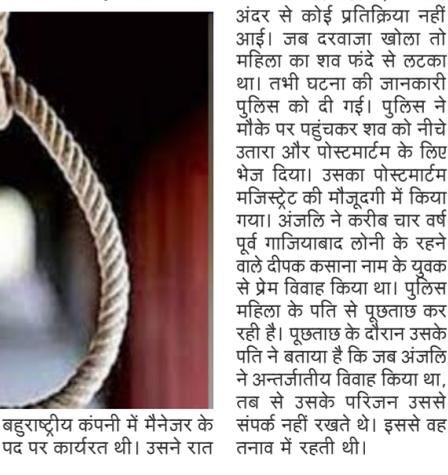 बहुराष्ट्रीय कंपनी में मैनेजर के
पद पर कार्यरत थी। उसने रात
अंदर से कोई प्रतिक्रिया नहीं
आई। जब दरवाजा खोला तो
महिला का शव फंदे से लटका
था। तभी घटना की जानकारी
पुलिस को दी गई। पुलिस ने
मौके पर पहुंचकर शव को नीचे
उतारा और पोस्टमार्टम के लिए
भेज दिया। उसका पोस्टमार्टम
मजिस्ट्रेट की मौजूदगी में किया
गया। अंजलि ने करीब चार वर्ष
पूर्व गाजियाबाद लोनी के रहने
वाले दीपक कसाना नाम के युवक
से प्रेम विवाह किया था। पुलिस
महिला के पति से पूछताछ कर
रही है। पूछताछ के दौरान उसके
पति ने बताया है कि जब अंजलि
ने अन्तर्जातीय विवाह किया था,
तब से उसके परिजन उससे
संपर्क नहीं रखते थे। इससे वह
तनाव में रहती थी।